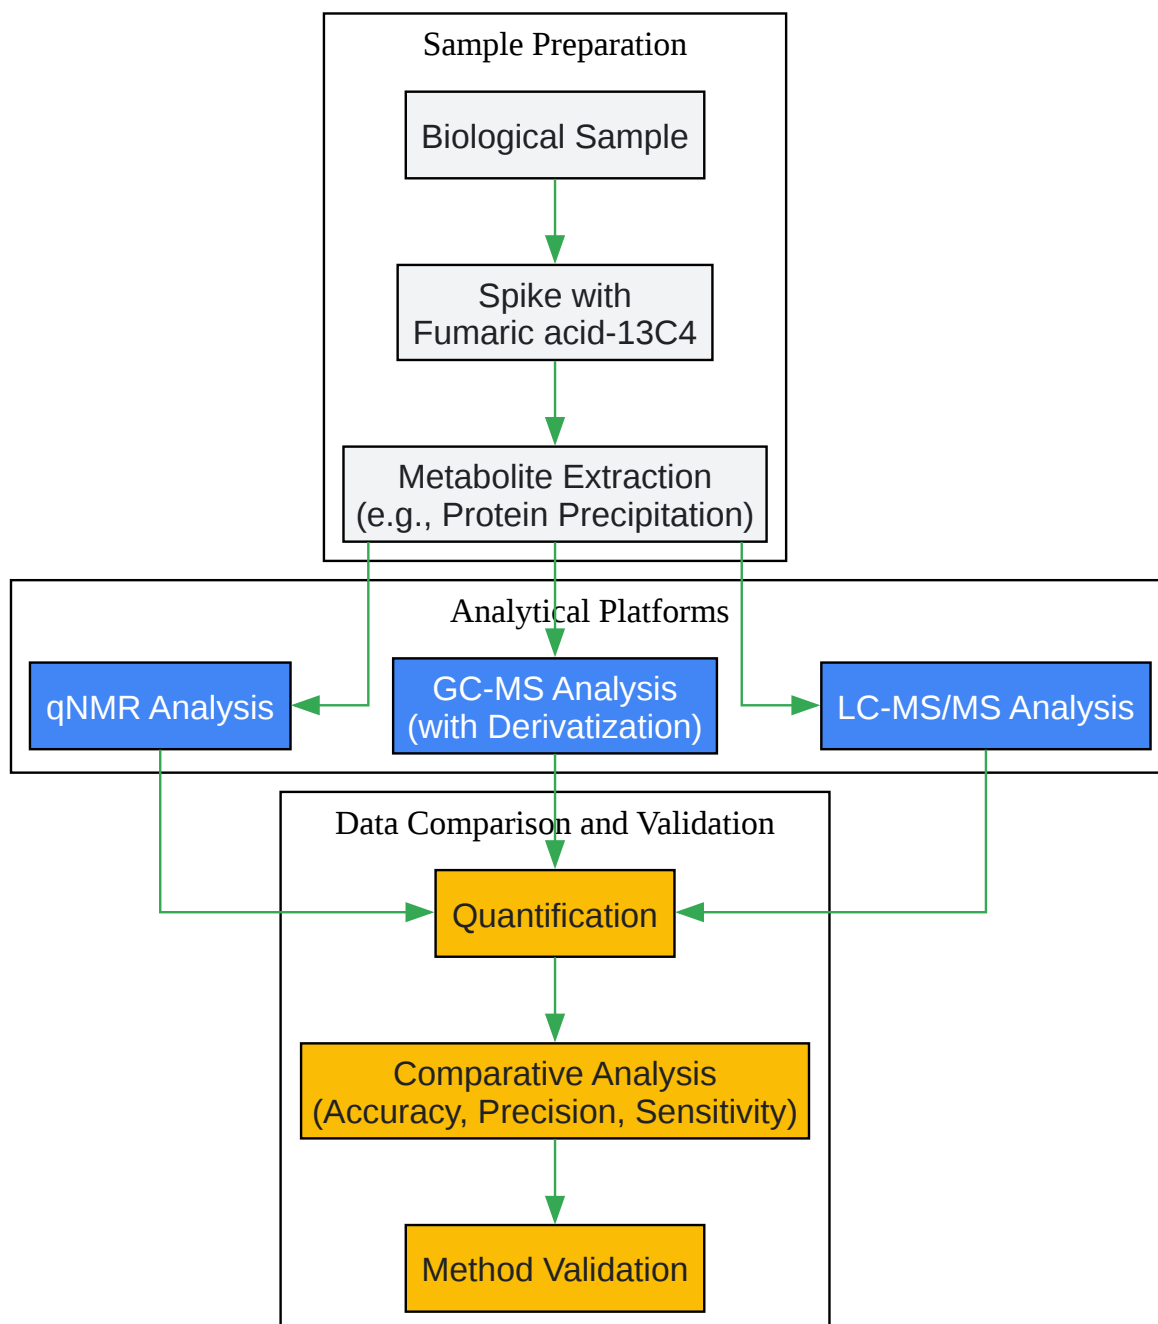 Sample Preparation
Biological Sample
Spike with
Fumaric acid-13C4
Metabolite Extraction
(e.g., Protein Precipitation)
Analytical Platforms
qNMR Analysis
GC-MS Analysis
(with Derivatization)
LC-MS/MS Analysis
Data Comparison and Validation
Quantification
Comparative Analysis
(Accuracy, Precision, Sensitivity)
Method Validation